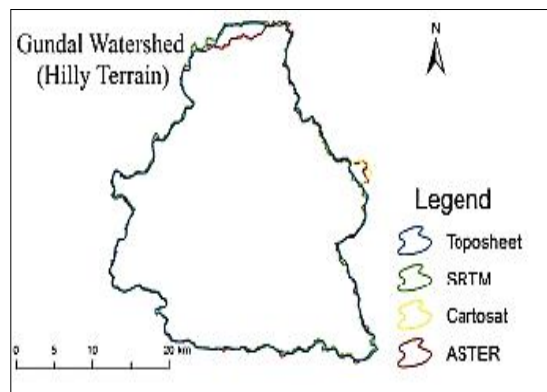 Gundal Watershed
(Hilly Terrain)
N
Legend
Toposheet
SRTM
Cartosat
ASTER
0 5 10 20 km